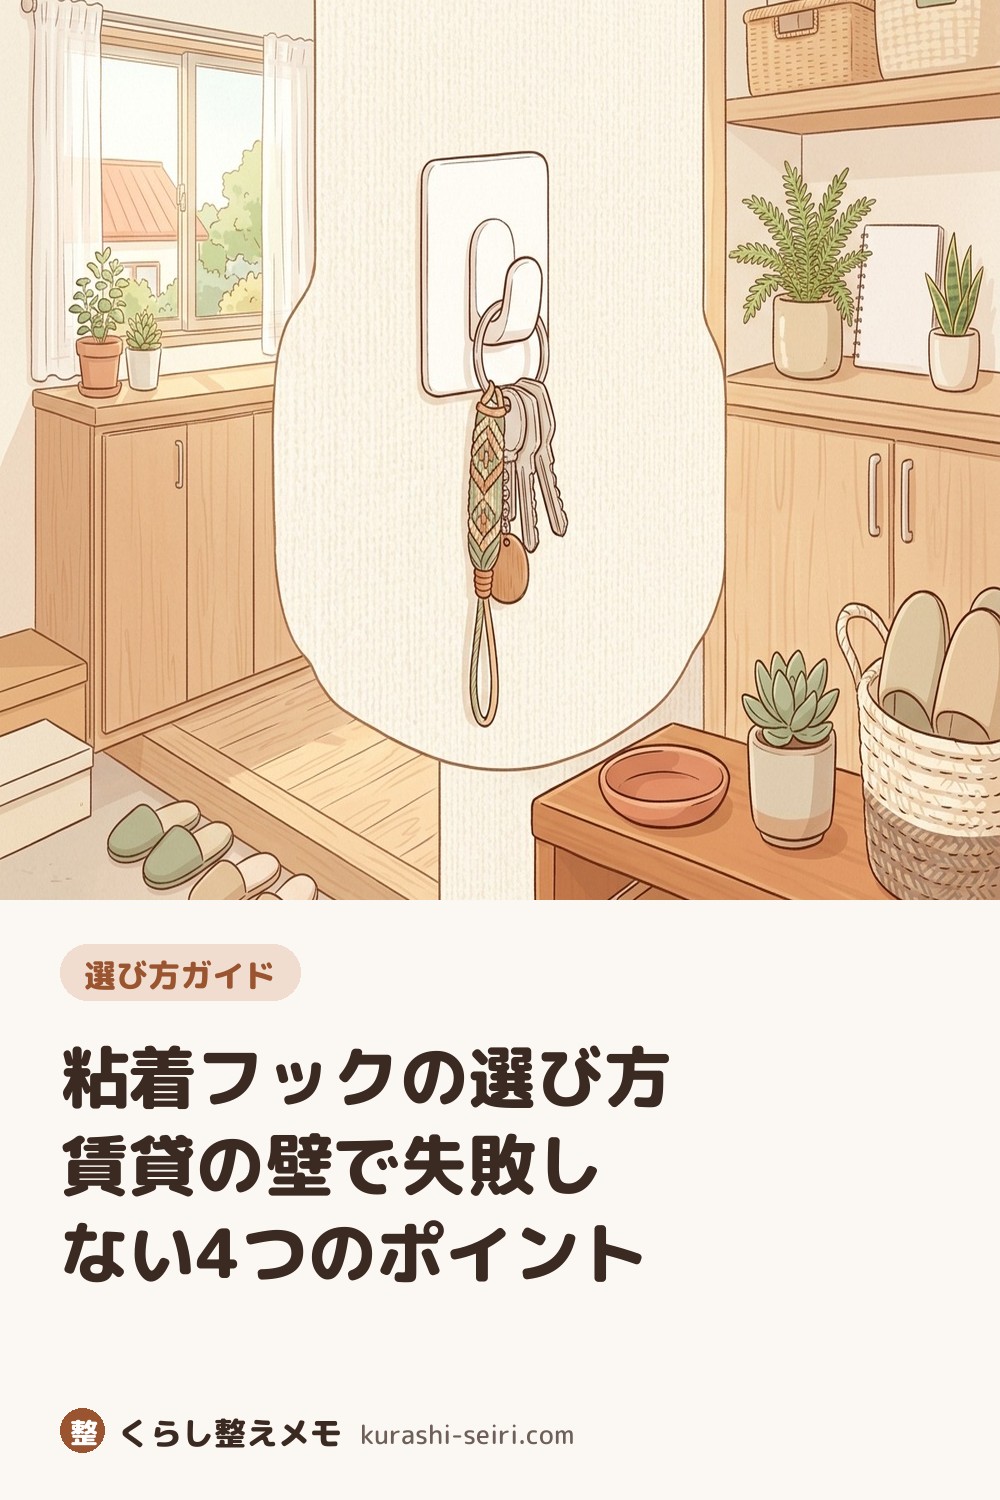 選び方ガイド
粘着フックの選び方
賃貸の壁で失敗し
ない4つのポイント
整 くらし整えメモ kurashi-seiri.com